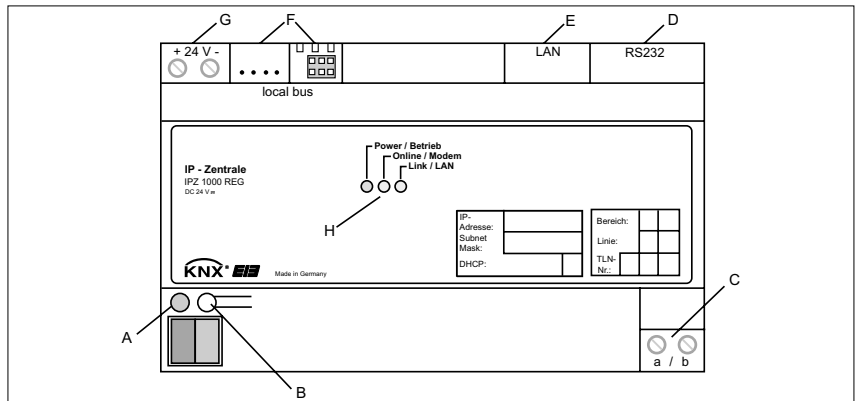 G F E D
+ 24 V -
LAN
RS232
local bus
Power / Betrieb
Online / Modem
Link / LAN
IP - Zentrale
IPZ 1000 REG
DC 24 V ⎓
H
IP-
Adresse:
Subnet
Mask:
DHCP:
Bereich:
Linie:
TLN-
Nr.:
KNX® EIB
Made in Germany
A
B
C
a / b